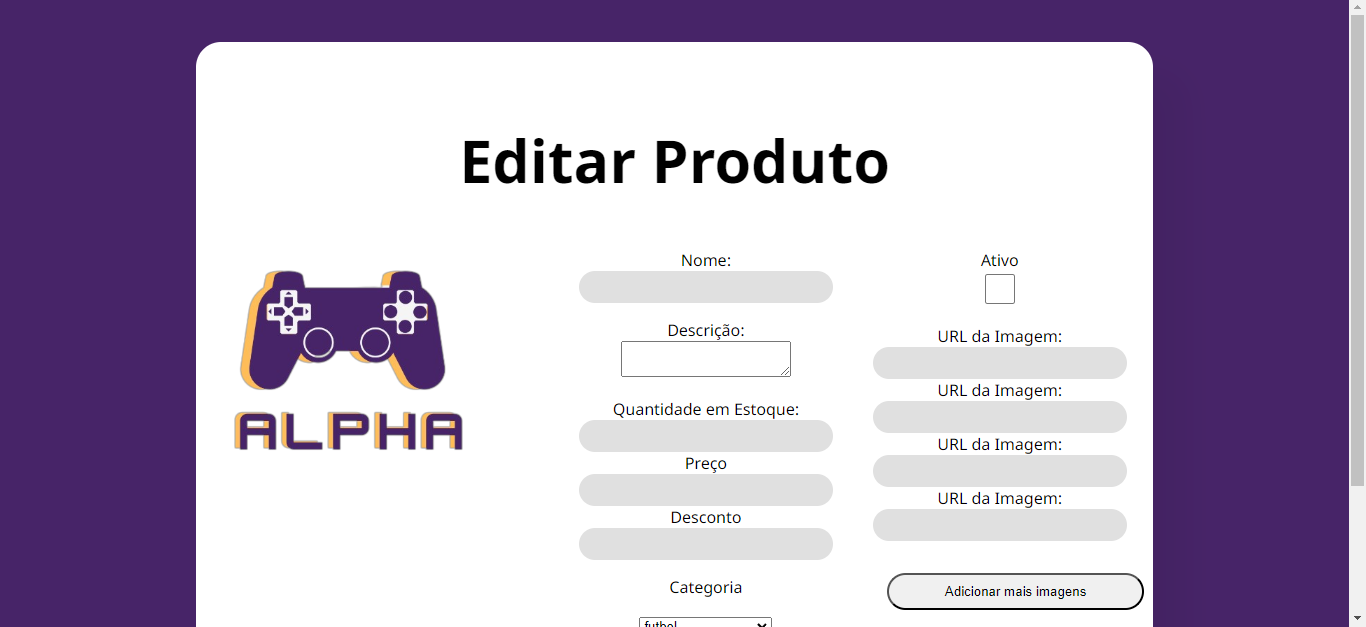 Editar Produto
ALPHA
Nome:
Descrição:
Quantidade em Estoque:
Preço
Desconto
Categoria
futbol
Ativo
URL da Imagem:
URL da Imagem:
URL da Imagem:
URL da Imagem:
Adicionar mais imagens